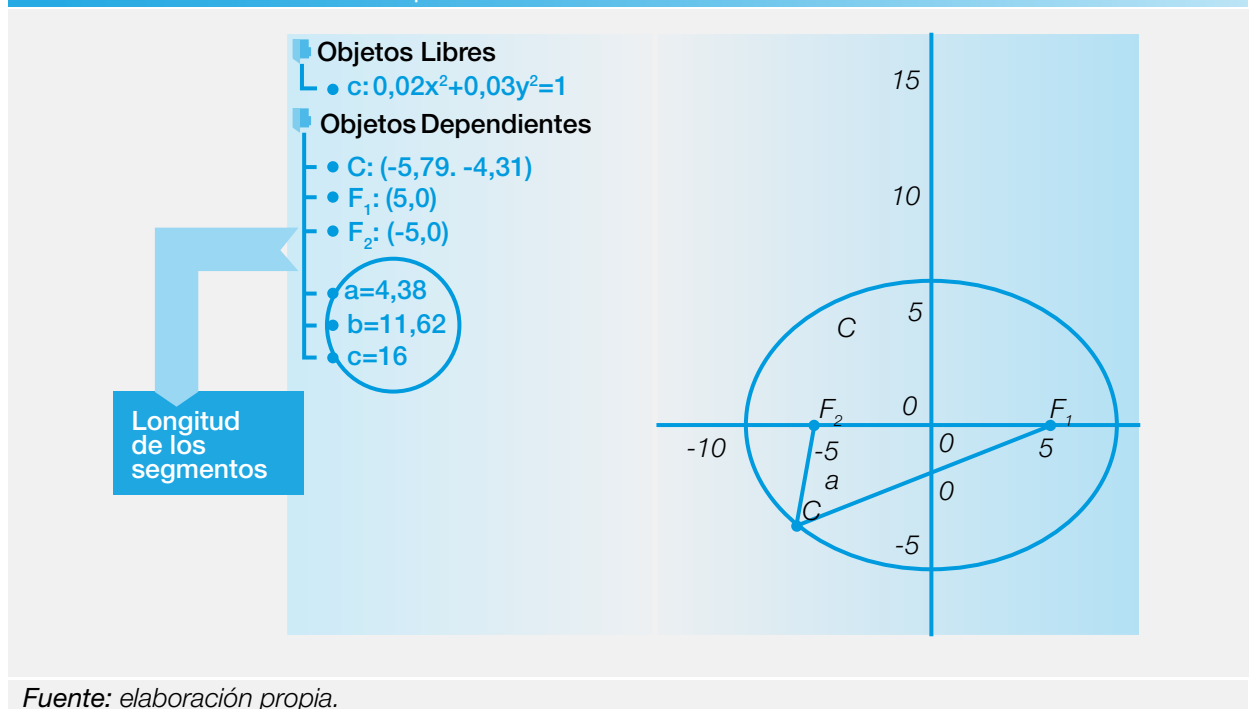 Objetos Libres
c: 0,02x²+0,03y²=1
Objetos Dependientes
C: (-5,79. -4,31)
F₁: (5,0)
F₂: (-5,0)
a=4,38
b=11,62
c=16
Longitud
de los
segmentos
15
10
5
C
F₂
0
F₁
-10
-5
0
5
a
0
C
-5
Fuente: elaboración propia.